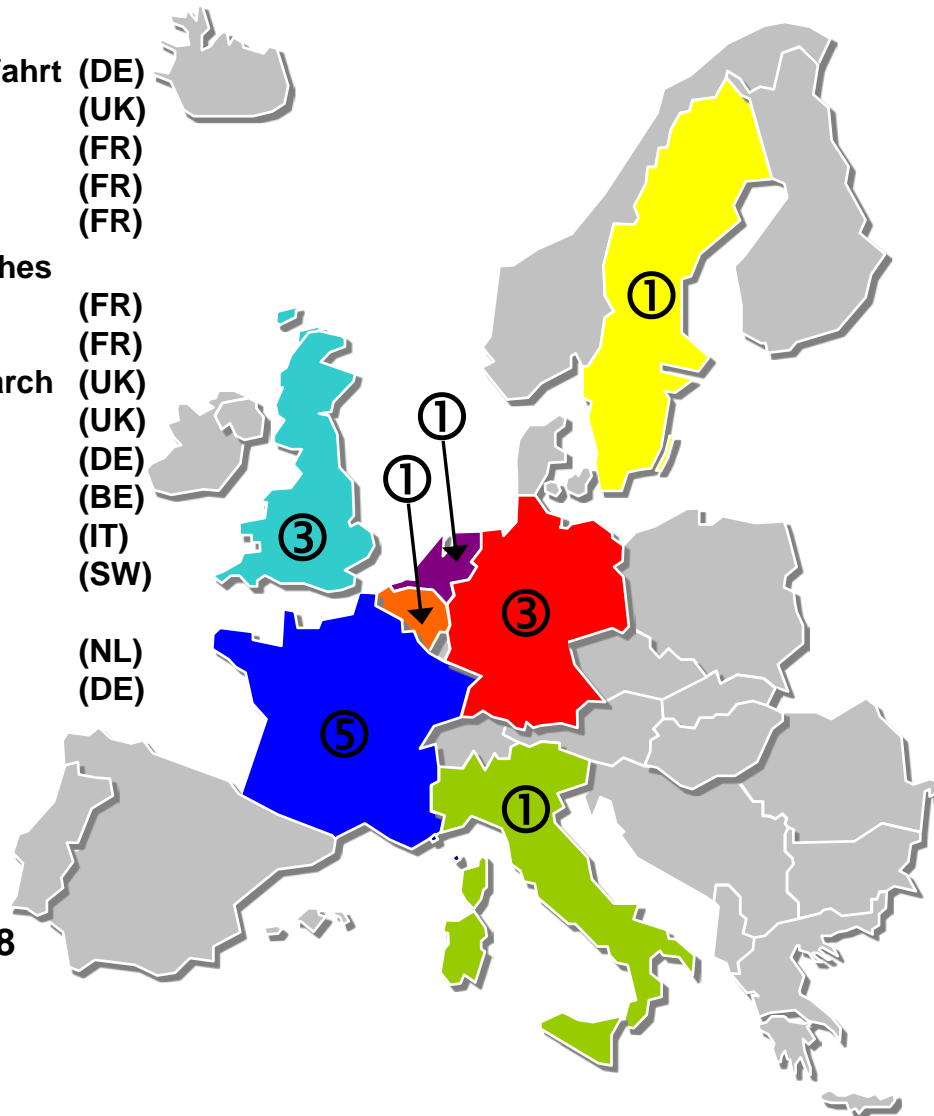 ahrt (DE)
(UK)
(FR)
(FR)
(FR)
hes
(FR)
(FR)
arch (UK)
(UK)
(DE)
(BE)
(IT)
(SW)
(NL)
(DE)
8
①
①
①
③
③
⑤
①